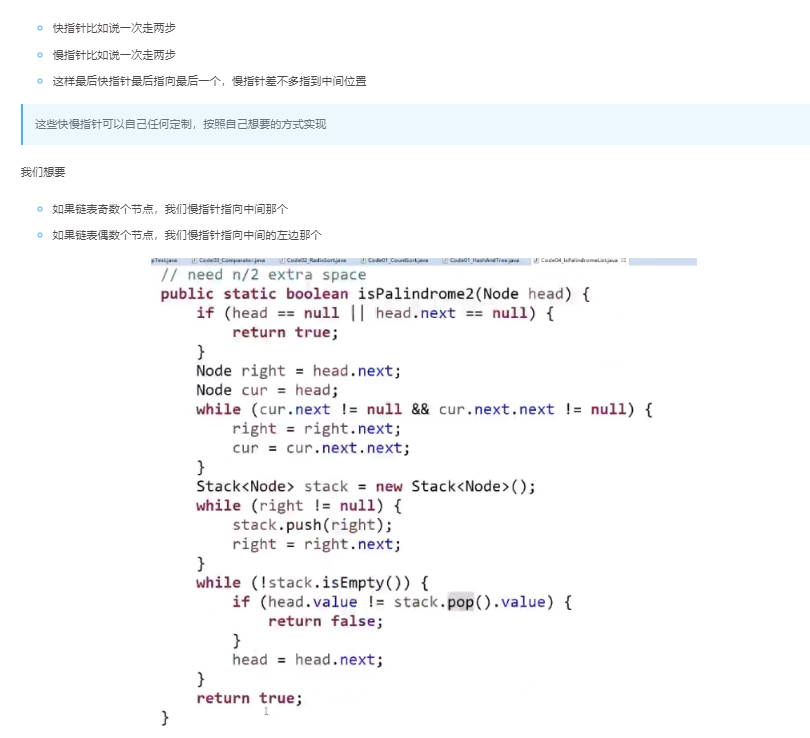 快指针比如说一次走两步
慢指针比如说一次走两步
这样最后快指针最后指向最后一个，慢指针差不多指到中间位置
这些快慢指针可以自己任何定制，按照自己想要的方式实现
我们想要
如果链表奇数个节点，我们慢指针指向中间那个
如果链表偶数个节点，我们慢指针指向中间的左边那个
pTest.java Code03_Comparator.java Code02_RadixSort.java Code01_CountSort.java Code01_HashAndTree.java Code04_IsPalindromeList.java
// need n/2 extra space
public static boolean isPalindrome2(Node head) {
if (head == null || head.next == null) {
return true;
}
Node right = head.next;
Node cur = head;
while (cur.next != null && cur.next.next != null) {
right = right.next;
cur = cur.next.next;
}
Stack<Node> stack = new Stack<Node>();
while (right != null) {
stack.push(right);
right = right.next;
}
while (!stack.isEmpty()) {
if (head.value != stack.pop().value) {
return false;
}
head = head.next;
}
return true;
}